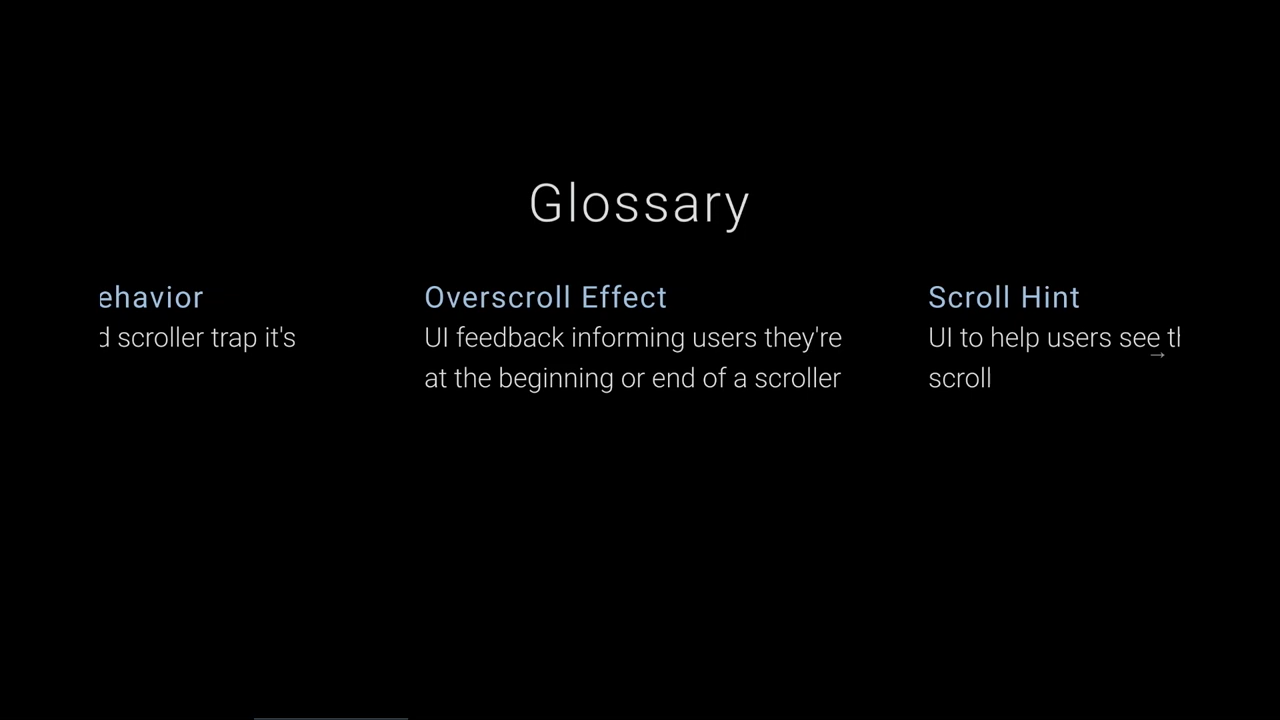 Glossary
ehavior
d scroller trap it's
Overscroll Effect
UI feedback informing users they're
at the beginning or end of a scroller
Scroll Hint
UI to help users see
scroll
→